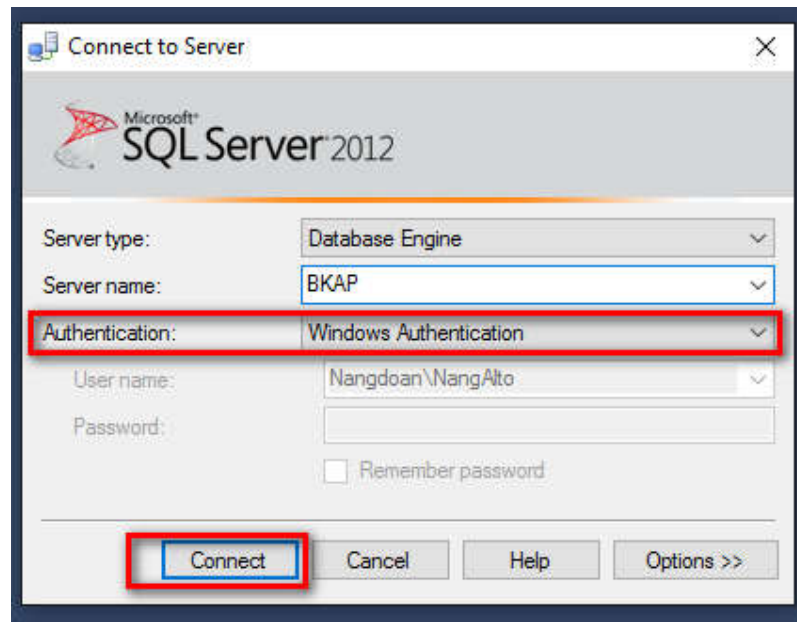 Connect to Server
Microsoft®
SQL Server® 2012
Server type: Database Engine
Server name: BKAP
Authentication: Windows Authentication
User name: Nangdoan\NangAlto
Password:
Remember password
Connect Cancel Help Options >>